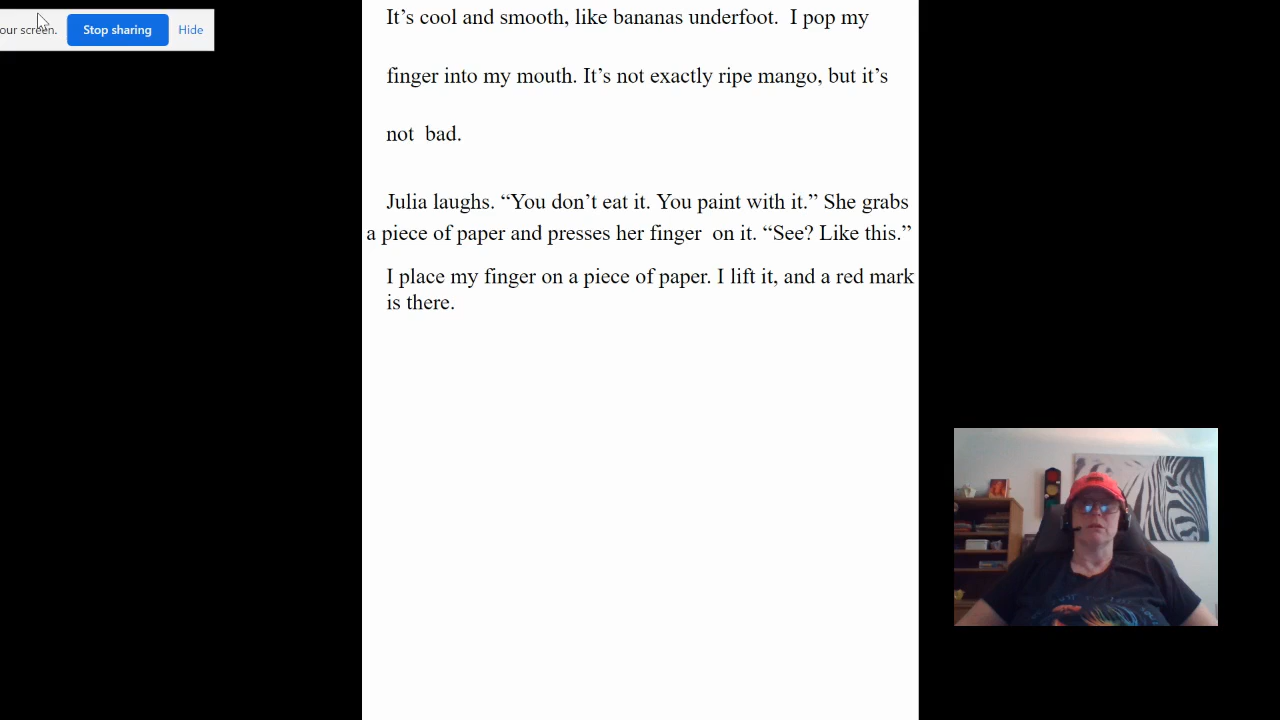 our screen. Stop sharing Hide
It’s cool and smooth, like bananas underfoot.  I pop my
finger into my mouth. It’s not exactly ripe mango, but it’s
not  bad.
Julia laughs. “You don’t eat it. You paint with it.” She grabs
a piece of paper and presses her finger  on it. “See? Like this.”
I place my finger on a piece of paper. I lift it, and a red mark
is there.